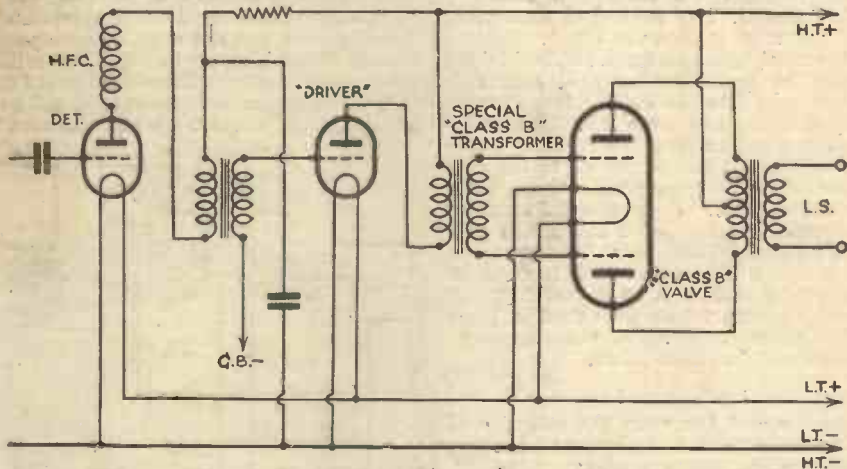 H.T.+
H.F.C.
"DRIVER"
DET.
SPECIAL
"CLASS B"
TRANSFORMER
L.S.
"CLASS B"
VALVE
G.B.-
L.T.+
L.T.-
H.T.-